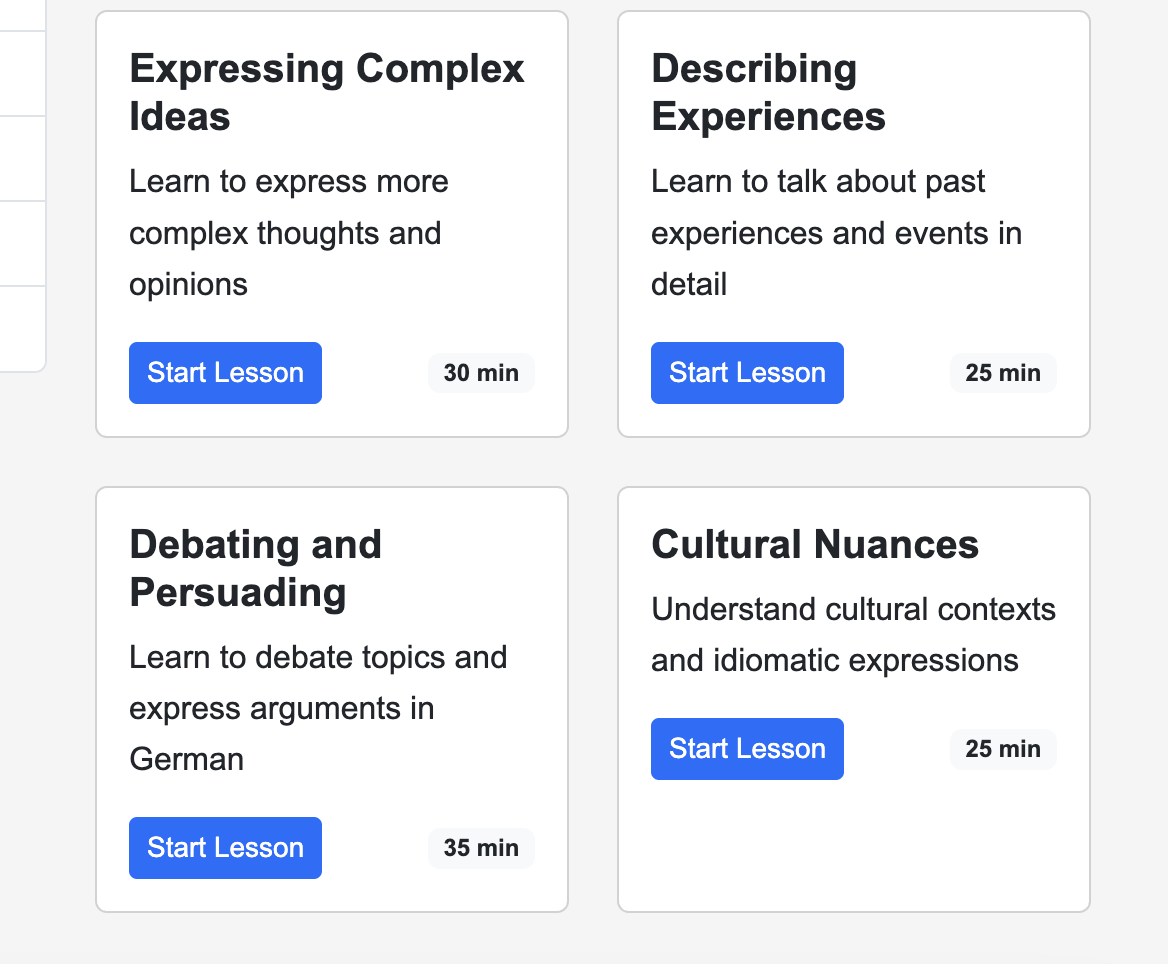 Expressing Complex
Ideas
Learn to express more
complex thoughts and
opinions
Start Lesson
30 min
Describing
Experiences
Learn to talk about past
experiences and events in
detail
Start Lesson
25 min
Debating and
Persuading
Learn to debate topics and
express arguments in
German
Start Lesson
35 min
Cultural Nuances
Understand cultural contexts
and idiomatic expressions
Start Lesson
25 min